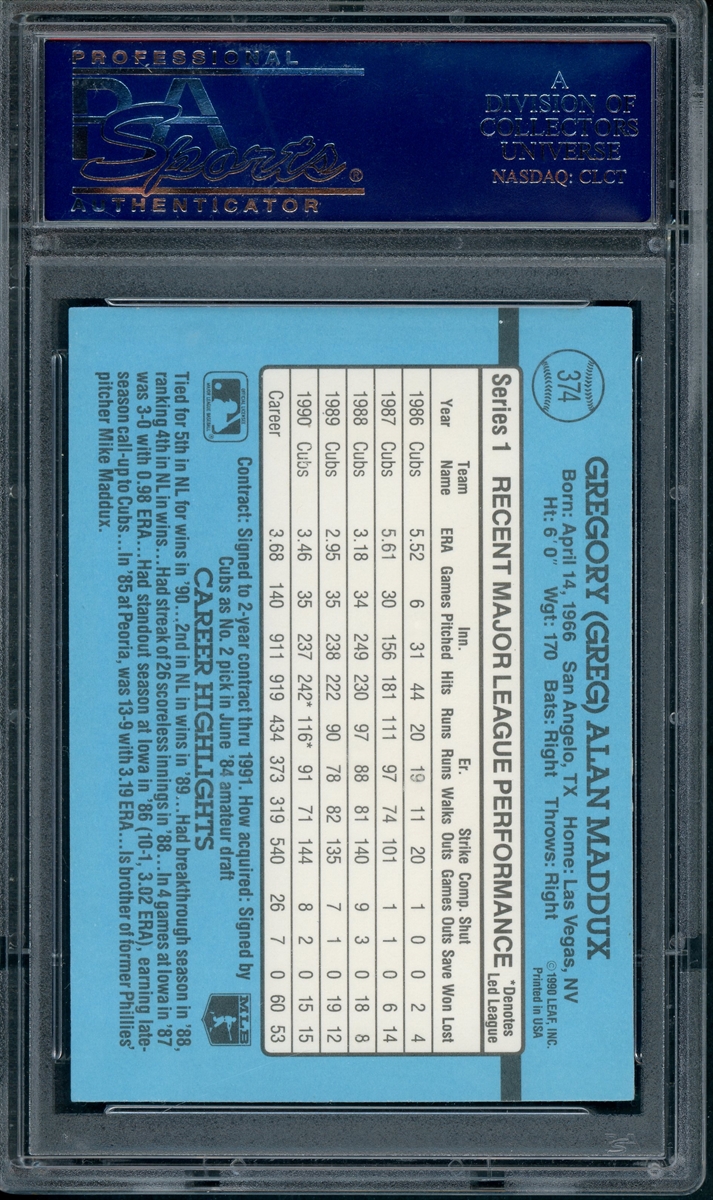 PROFESSIONAL
PSA
Sports®
AUTHENTICATOR
A
DIVISION OF
COLLECTORS
UNIVERSE
NASDAQ: CLCT
374
GREGORY (GREG) ALAN MADDUX
Born: April 14, 1966 San Angelo, TX Home: Las Vegas, NV
Ht: 6' 0" Wgt: 170 Bats: Right Throws: Right
© 1990 LEAF, INC.
Printed in USA
Series 1 RECENT MAJOR LEAGUE PERFORMANCE *Denotes Led League
Year Team Name ERA Games Inn. Pitched Hits Runs Er. Runs Walks Strike Outs Comp. Games Shut Outs Save Won Lost
1986 Cubs 5.52 6 31 44 20 19 11 20 1 0 0 2 4
1987 Cubs 5.61 30 156 181 111 97 74 101 1 1 0 6 14
1988 Cubs 3.18 34 249 230 97 88 81 140 9 3 0 18 8
1989 Cubs 2.95 35 238 222 90 78 82 135 7 1 0 19 12
1990 Cubs 3.46 35 237 242* 116* 91 71 144 8 2 0 15 15
Career 3.68 140 911 919 434 373 319 540 26 7 0 60 53
Contract: Signed to 2-year contract thru 1991. How acquired: Signed by
Cubs as No. 2 pick in June '84 amateur draft
CAREER HIGHLIGHTS
MLB
Tied for 5th in NL for wins in '90...2nd in NL in wins in '89.... Had breakthrough season in '88,
ranking 4th in NL in wins...Had streak of 26 scoreless innings in '88...In 4 games at Iowa in '87
was 3-0 with 0.98 ERA...Had standout season at Iowa in '86 (10-1, 3.02 ERA), earning late-
season call-up to Cubs...In '85 at Peoria, was 13-9 with 3.19 ERA...Is brother of former Phillies'
pitcher Mike Maddux.